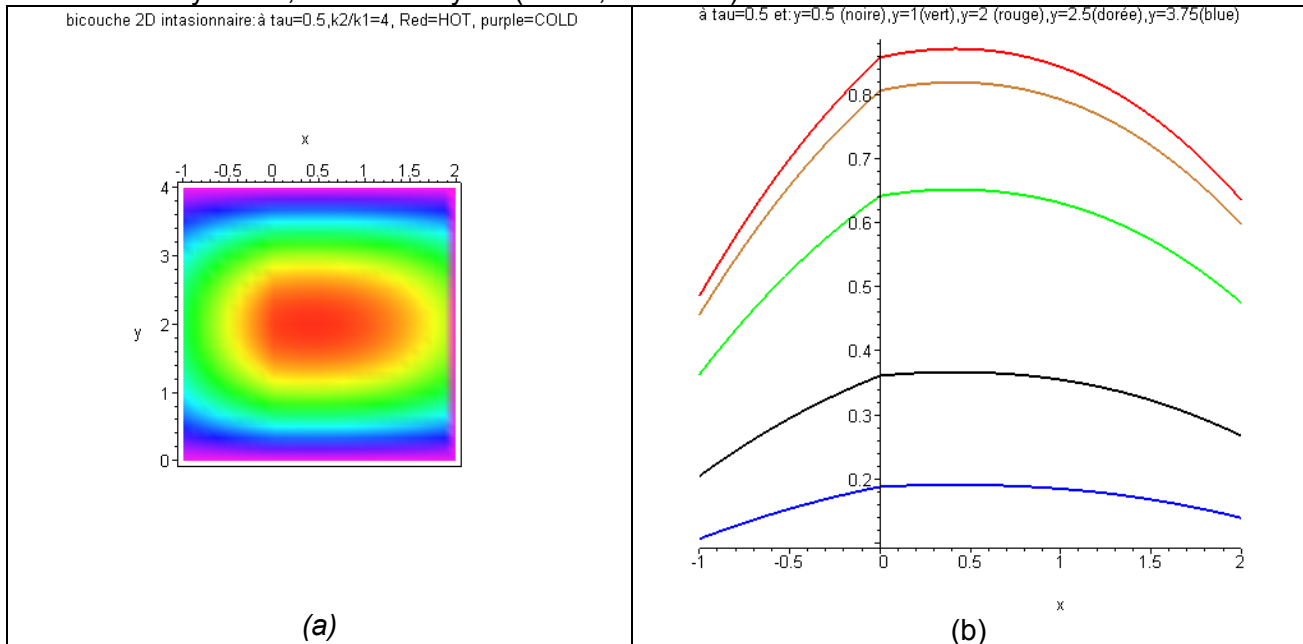 bicouche 2D intasionnaire:à tau=0.5,k2/k1=4, Red=HOT, purple=COLD
x
-1 -0.5 0 0.5 1 1.5 2
4
3
y
2
1
0
(a)
à tau=0.5 et:y=0.5 (noire),y=1(vert),y=2 (rouge),y=2.5(dorée),y=3.75(blue)
0.8
0.7
0.6
0.5
0.4
0.3
0.2
-1 -0.5 0 0.5 1 1.5 2
x
(b)